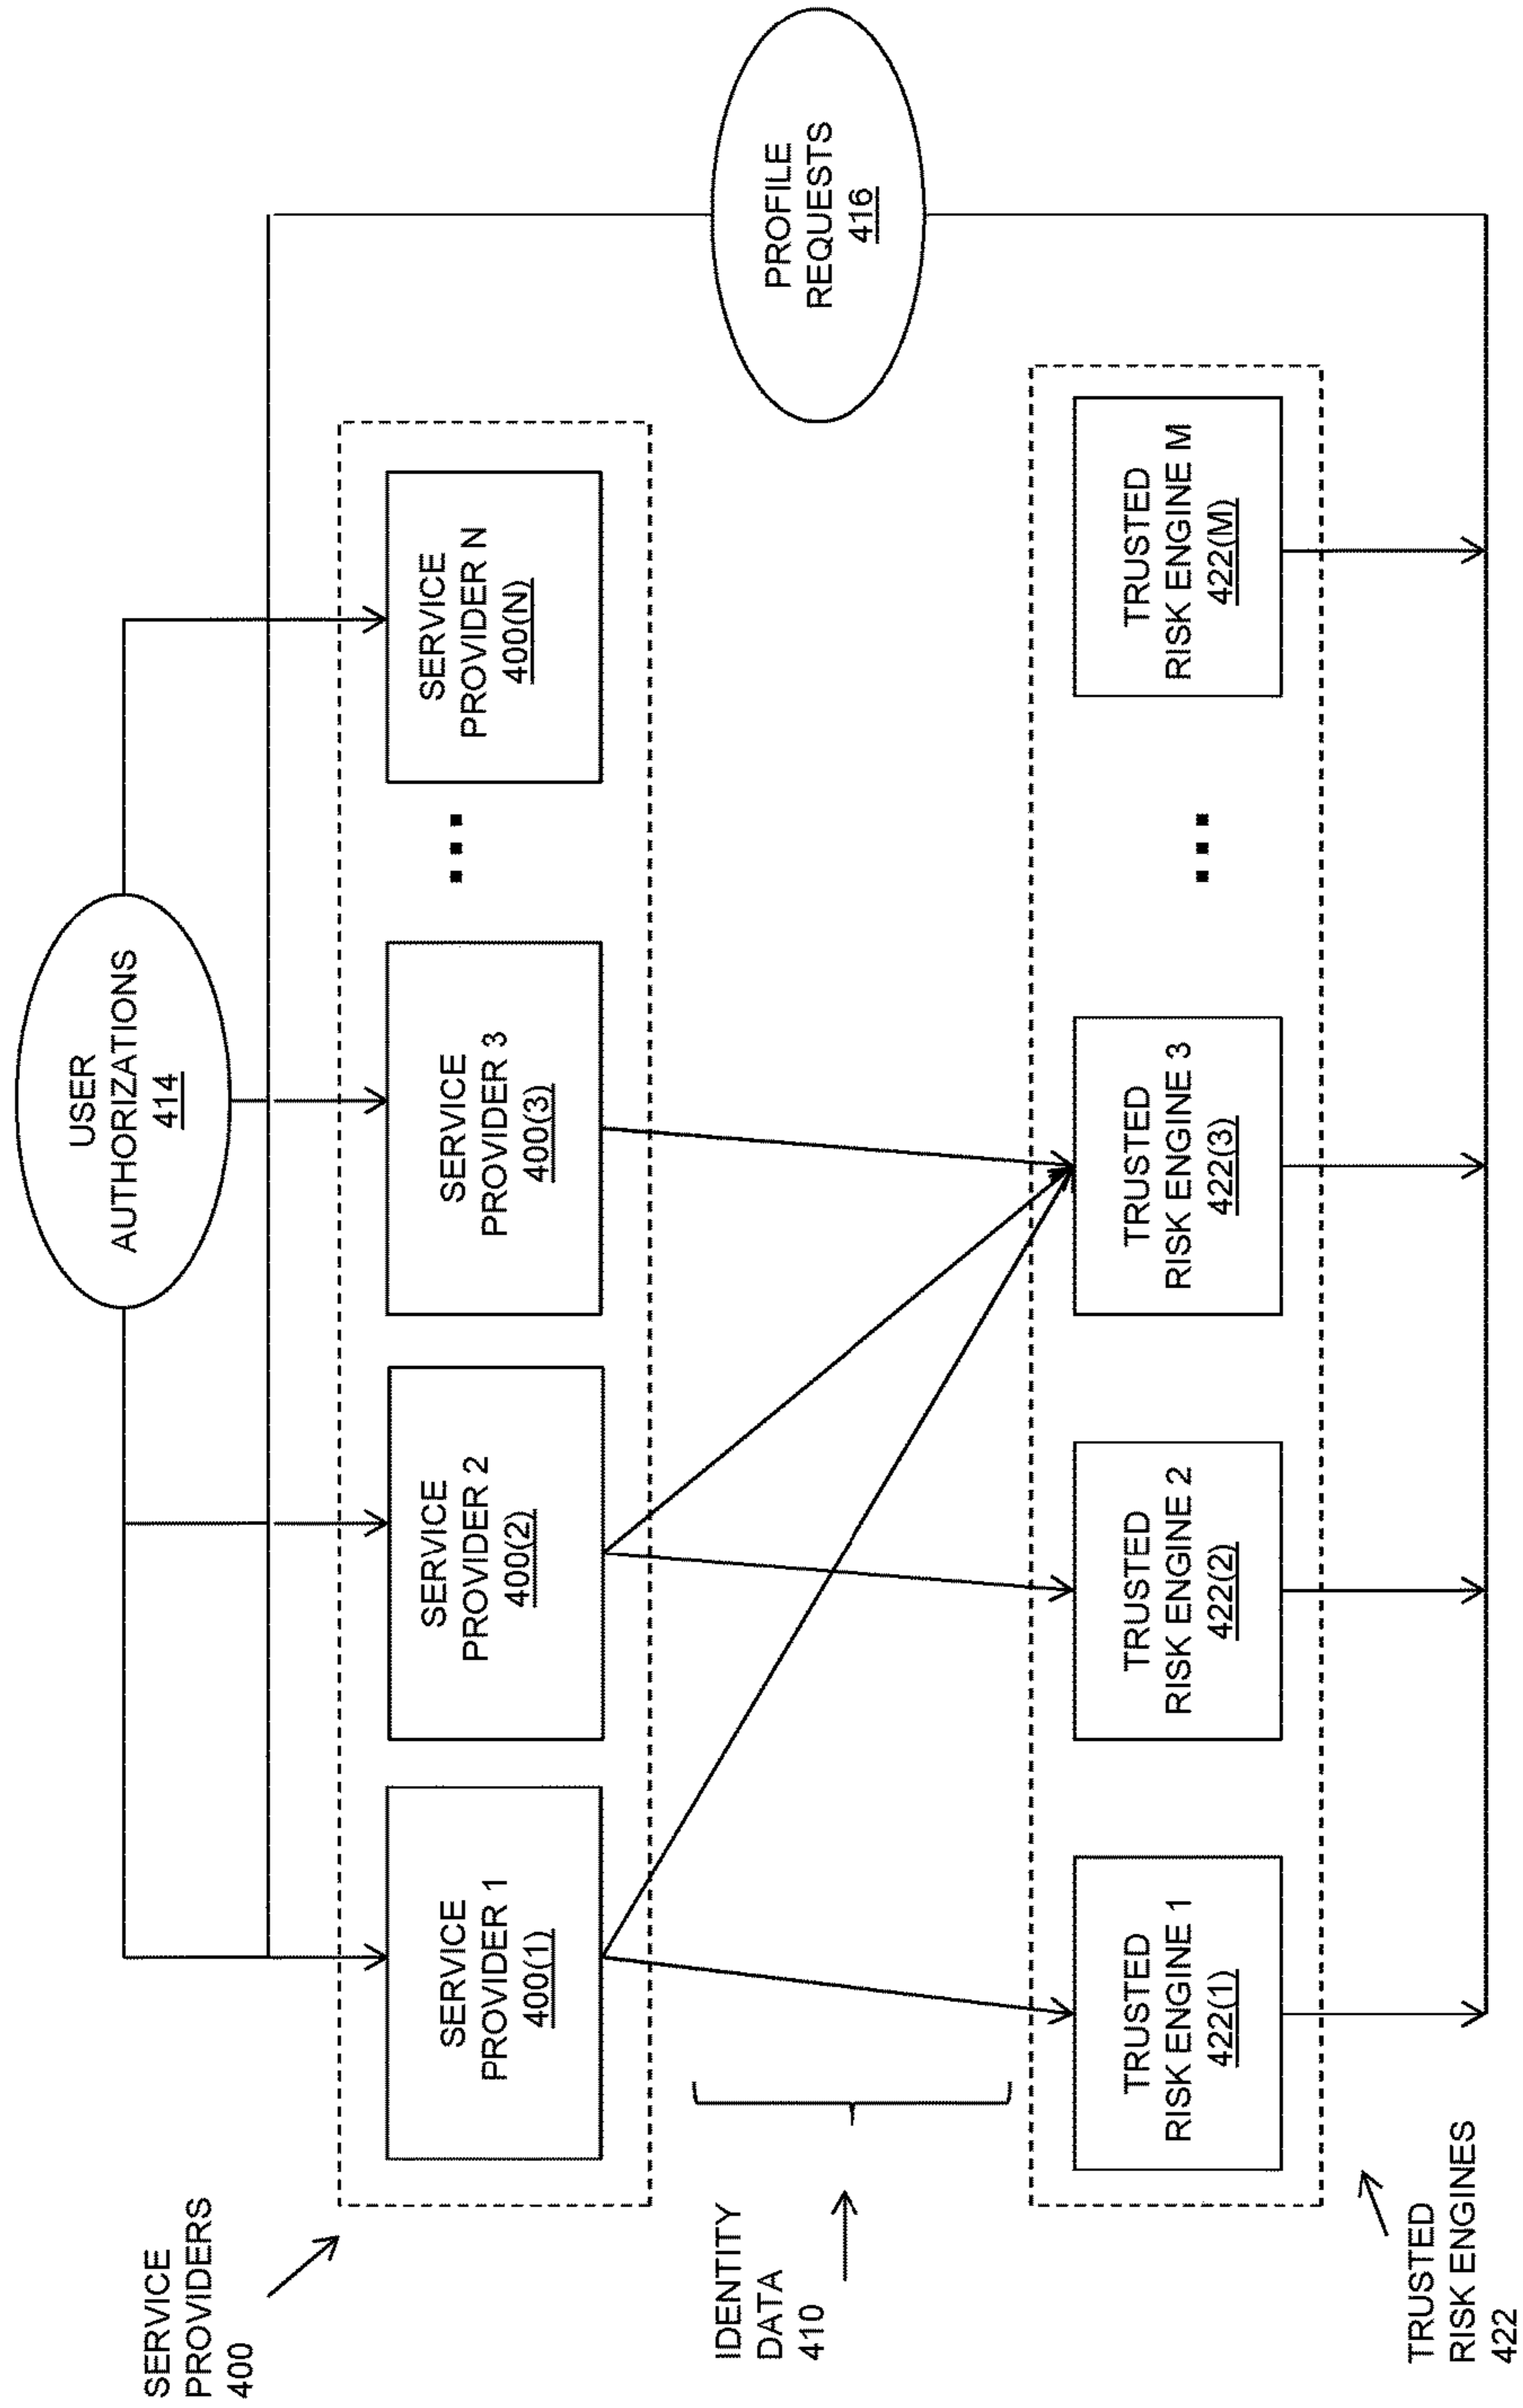 USER
AUTHORIZATIONS
414
SERVICE
PROVIDERS
400
SERVICE
PROVIDER 1
400(1)
SERVICE
PROVIDER 2
400(2)
SERVICE
PROVIDER 3
400(3)
...
SERVICE
PROVIDER N
400(N)
IDENTITY
DATA
410
PROFILE
REQUESTS
416
TRUSTED
RISK ENGINE 1
422(1)
TRUSTED
RISK ENGINE 2
422(2)
TRUSTED
RISK ENGINE 3
422(3)
...
TRUSTED
RISK ENGINE M
422(M)
TRUSTED
RISK ENGINES
422